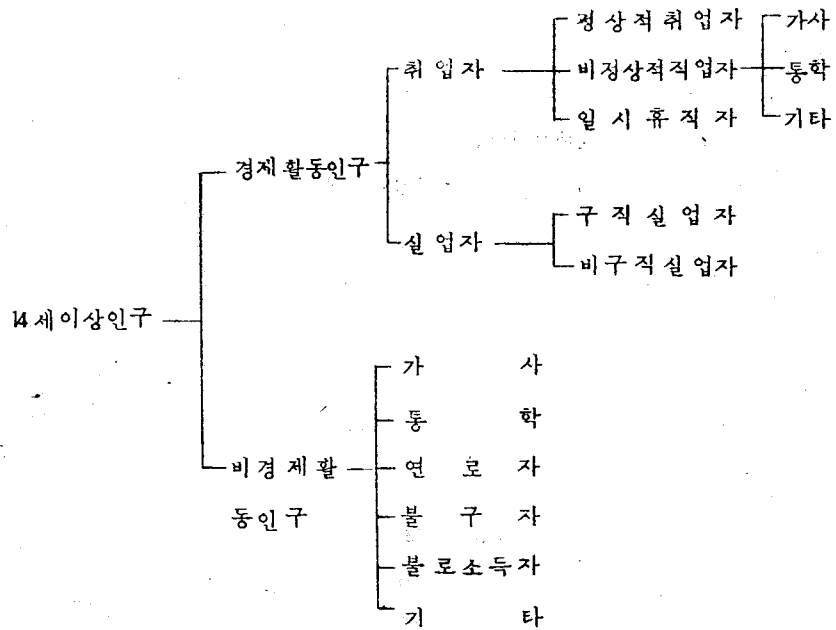 정상적취업자 가사
취업자 비정상적직업자 통학
일시휴직자 기타
경제활동인구
구직실업자
실업자
비구직실업자
14세이상인구
가사
통학
비경제활 연로자
동인구 불구자
불로소득자
기타